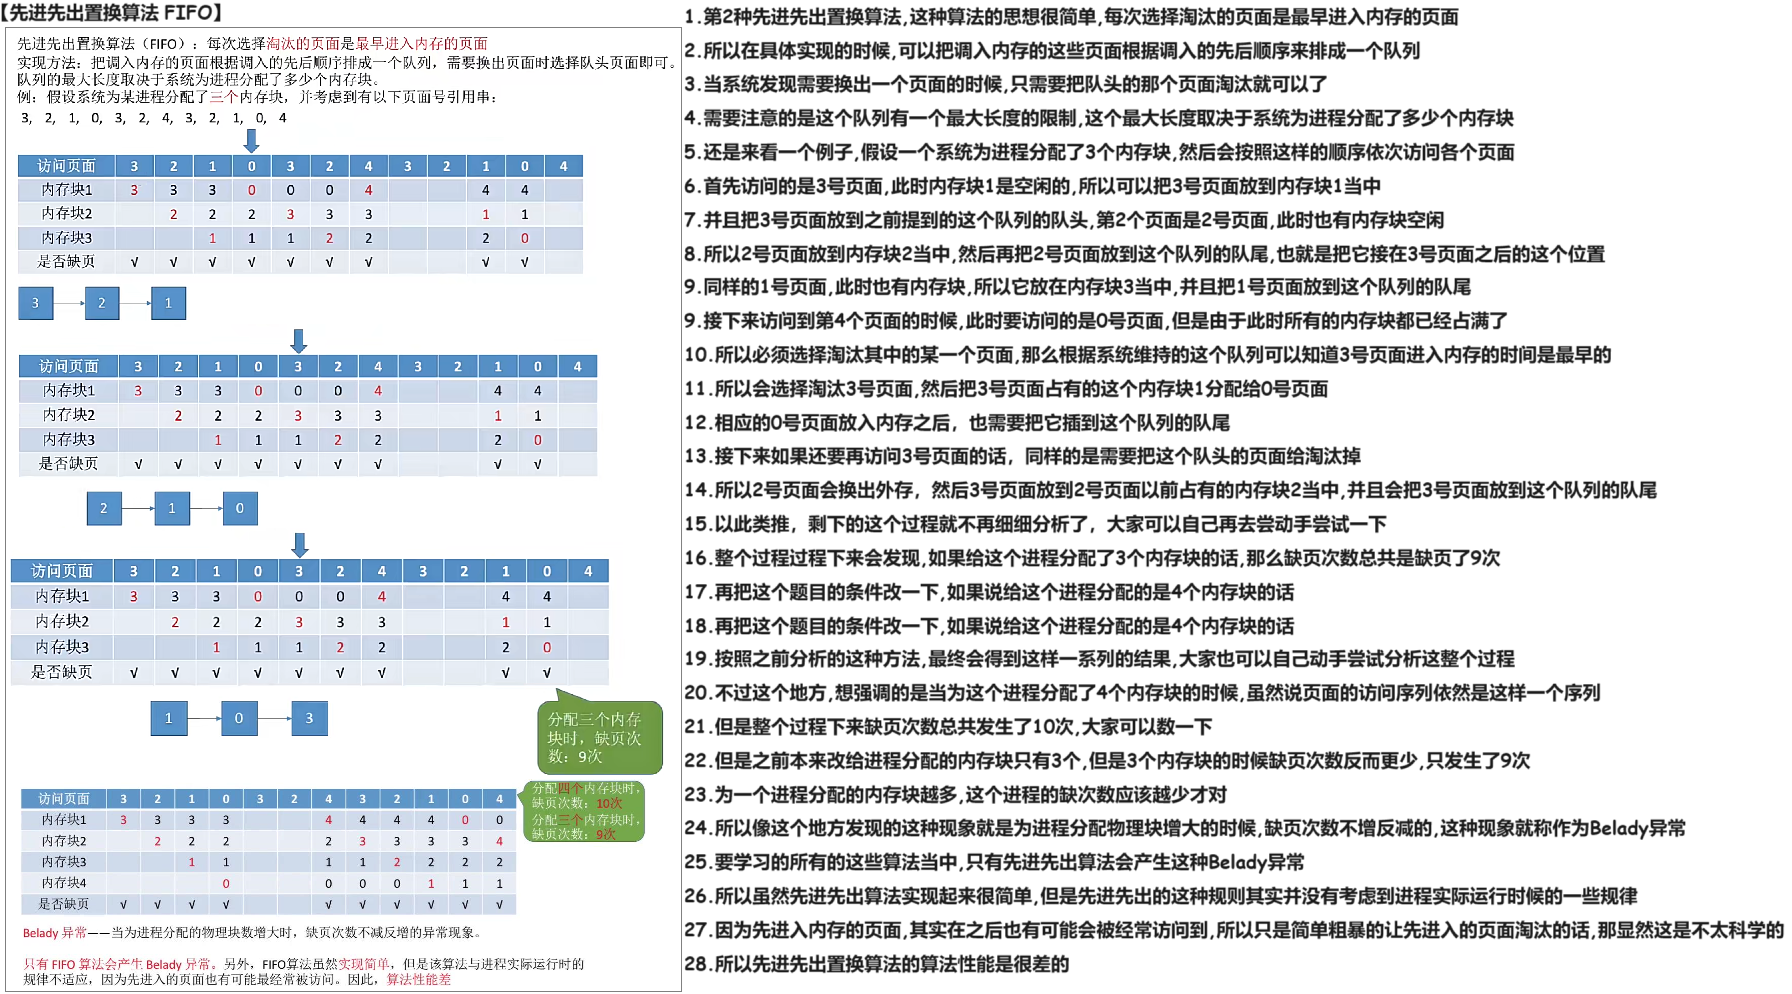 【先进先出置换算法 FIFO】
先进先出置换算法（FIFO）：每次选择淘汰的页面是最早进入内存的页面
实现方法：把调入内存的页面根据调入的先后顺序排成一个队列，需要换出页面时选择队头页面即可。
队列的最大长度取决于系统为进程分配了多少个内存块。
例：假设系统为某进程分配了三个内存块，并考虑到有以下页面号引用串：
3, 2, 1, 0, 3, 2, 4, 3, 2, 1, 0, 4
访问页面 3 2 1 0 3 2 4 3 2 1 0 4
内存块1 3 3 3 0 0 0 4 4 4
内存块2 2 2 2 3 3 3 1 1
内存块3 1 1 1 2 2 2 0
是否缺页 √ √ √ √ √ √ √ √ √
3 2 1
访问页面 3 2 1 0 3 2 4 3 2 1 0 4
内存块1 3 3 3 0 0 0 4 4 4
内存块2 2 2 2 3 3 3 1 1
内存块3 1 1 1 2 2 2 0
是否缺页 √ √ √ √ √ √ √ √ √
2 1 0
访问页面 3 2 1 0 3 2 4 3 2 1 0 4
内存块1 3 3 3 0 0 0 4 4 4
内存块2 2 2 2 3 3 3 1 1
内存块3 1 1 1 2 2 2 0
是否缺页 √ √ √ √ √ √ √ √ √
1 0 3
分配三个内存
块时，缺页次
数：9次
访问页面 3 2 1 0 3 2 4 3 2 1 0 4
内存块1 3 3 3 3 4 4 4 4 0 0
内存块2 2 2 2 2 3 3 3 3 4
内存块3 1 1 1 1 2 2 2 2
内存块4 0 0 0 0 1 1 1
是否缺页 √ √ √ √ √ √ √ √ √ √
分配四个内存块时，
缺页次数：10次
分配三个内存块时，
缺页次数：9次
Belady 异常——当为进程分配的物理块数增大时，缺页次数不减反增的异常现象。
只有 FIFO 算法会产生 Belady 异常。另外，FIFO算法虽然实现简单，但是该算法与进程实际运行时的
规律不适应，因为先进入的页面也有可能最经常被访问。因此，算法性能差
1.第2种先进先出置换算法,这种算法的思想很简单,每次选择淘汰的页面是最早进入内存的页面
2.所以在具体实现的时候,可以把调入内存的这些页面根据调入的先后顺序来排成一个队列
3.当系统发现需要换出一个页面的时候,只需要把队头的那个页面淘汰就可以了
4.需要注意的是这个队列有一个最大长度的限制,这个最大长度取决于系统为进程分配了多少个内存块
5.还是来看一个例子,假设一个系统为进程分配了3个内存块,然后会按照这样的顺序依次访问各个页面
6.首先访问的是3号页面,此时内存块1是空闲的,所以可以把3号页面放到内存块1当中
7.并且把3号页面放到之前提到的这个队列的队头,第2个页面是2号页面,此时也有内存块空闲
8.所以2号页面放到内存块2当中,然后再把2号页面放到这个队列的队尾,也就是把它接在3号页面之后的这个位置
9.同样的1号页面,此时也有内存块,所以它放在内存块3当中,并且把1号页面放到这个队列的队尾
9.接下来访问到第4个页面的时候,此时要访问的是0号页面,但是由于此时所有的内存块都已经占满了
10.所以必须选择淘汰其中的某一个页面,那么根据系统维持的这个队列可以知道3号页面进入内存的时间是最早的
11.所以会选择淘汰3号页面,然后把3号页面占有的这个内存块1分配给0号页面
12.相应的0号页面放入内存之后，也需要把它插到这个队列的队尾
13.接下来如果还要再访问3号页面的话，同样的是需要把这个队头的页面给淘汰掉
14.所以2号页面会换出外存，然后3号页面放到2号页面以前占有的内存块2当中,并且会把3号页面放到这个队列的队尾
15.以此类推，剩下的这个过程就不再细细分析了，大家可以自己再去尝动手尝试一下
16.整个过程过程下来会发现,如果给这个进程分配了3个内存块的话,那么缺页次数总共是缺页了9次
17.再把这个题目的条件改一下,如果说给这个进程分配的是4个内存块的话
18.再把这个题目的条件改一下,如果说给这个进程分配的是4个内存块的话
19.按照之前分析的这种方法,最终会得到这样一系列的结果,大家也可以自己动手尝试分析这整个过程
20.不过这个地方,想强调的是当为这个进程分配了4个内存块的时候,虽然说页面的访问序列依然是这样一个序列
21.但是整个过程下来缺页次数总共发生了10次,大家可以数一下
22.但是之前本来改给进程分配的内存块只有3个,但是3个内存块的时候缺页次数反而更少,只发生了9次
23.为一个进程分配的内存块越多,这个进程的缺次数应该越少才对
24.所以像这个地方发现的这种现象就是为进程分配物理块增大的时候,缺页次数不增反减的,这种现象就称作为Belady异常
25.要学习的所有的这些算法当中,只有先进先出算法会产生这种Belady异常
26.所以虽然先进先出算法实现起来很简单,但是先进先出的这种规则其实并没有考虑到进程实际运行时候的一些规律
27.因为先进入内存的页面,其实在之后也有可能会被经常访问到,所以只是简单粗暴的让先进入的页面淘汰的话,那显然这是不太科学的
28.所以先进先出置换算法的算法性能是很差的